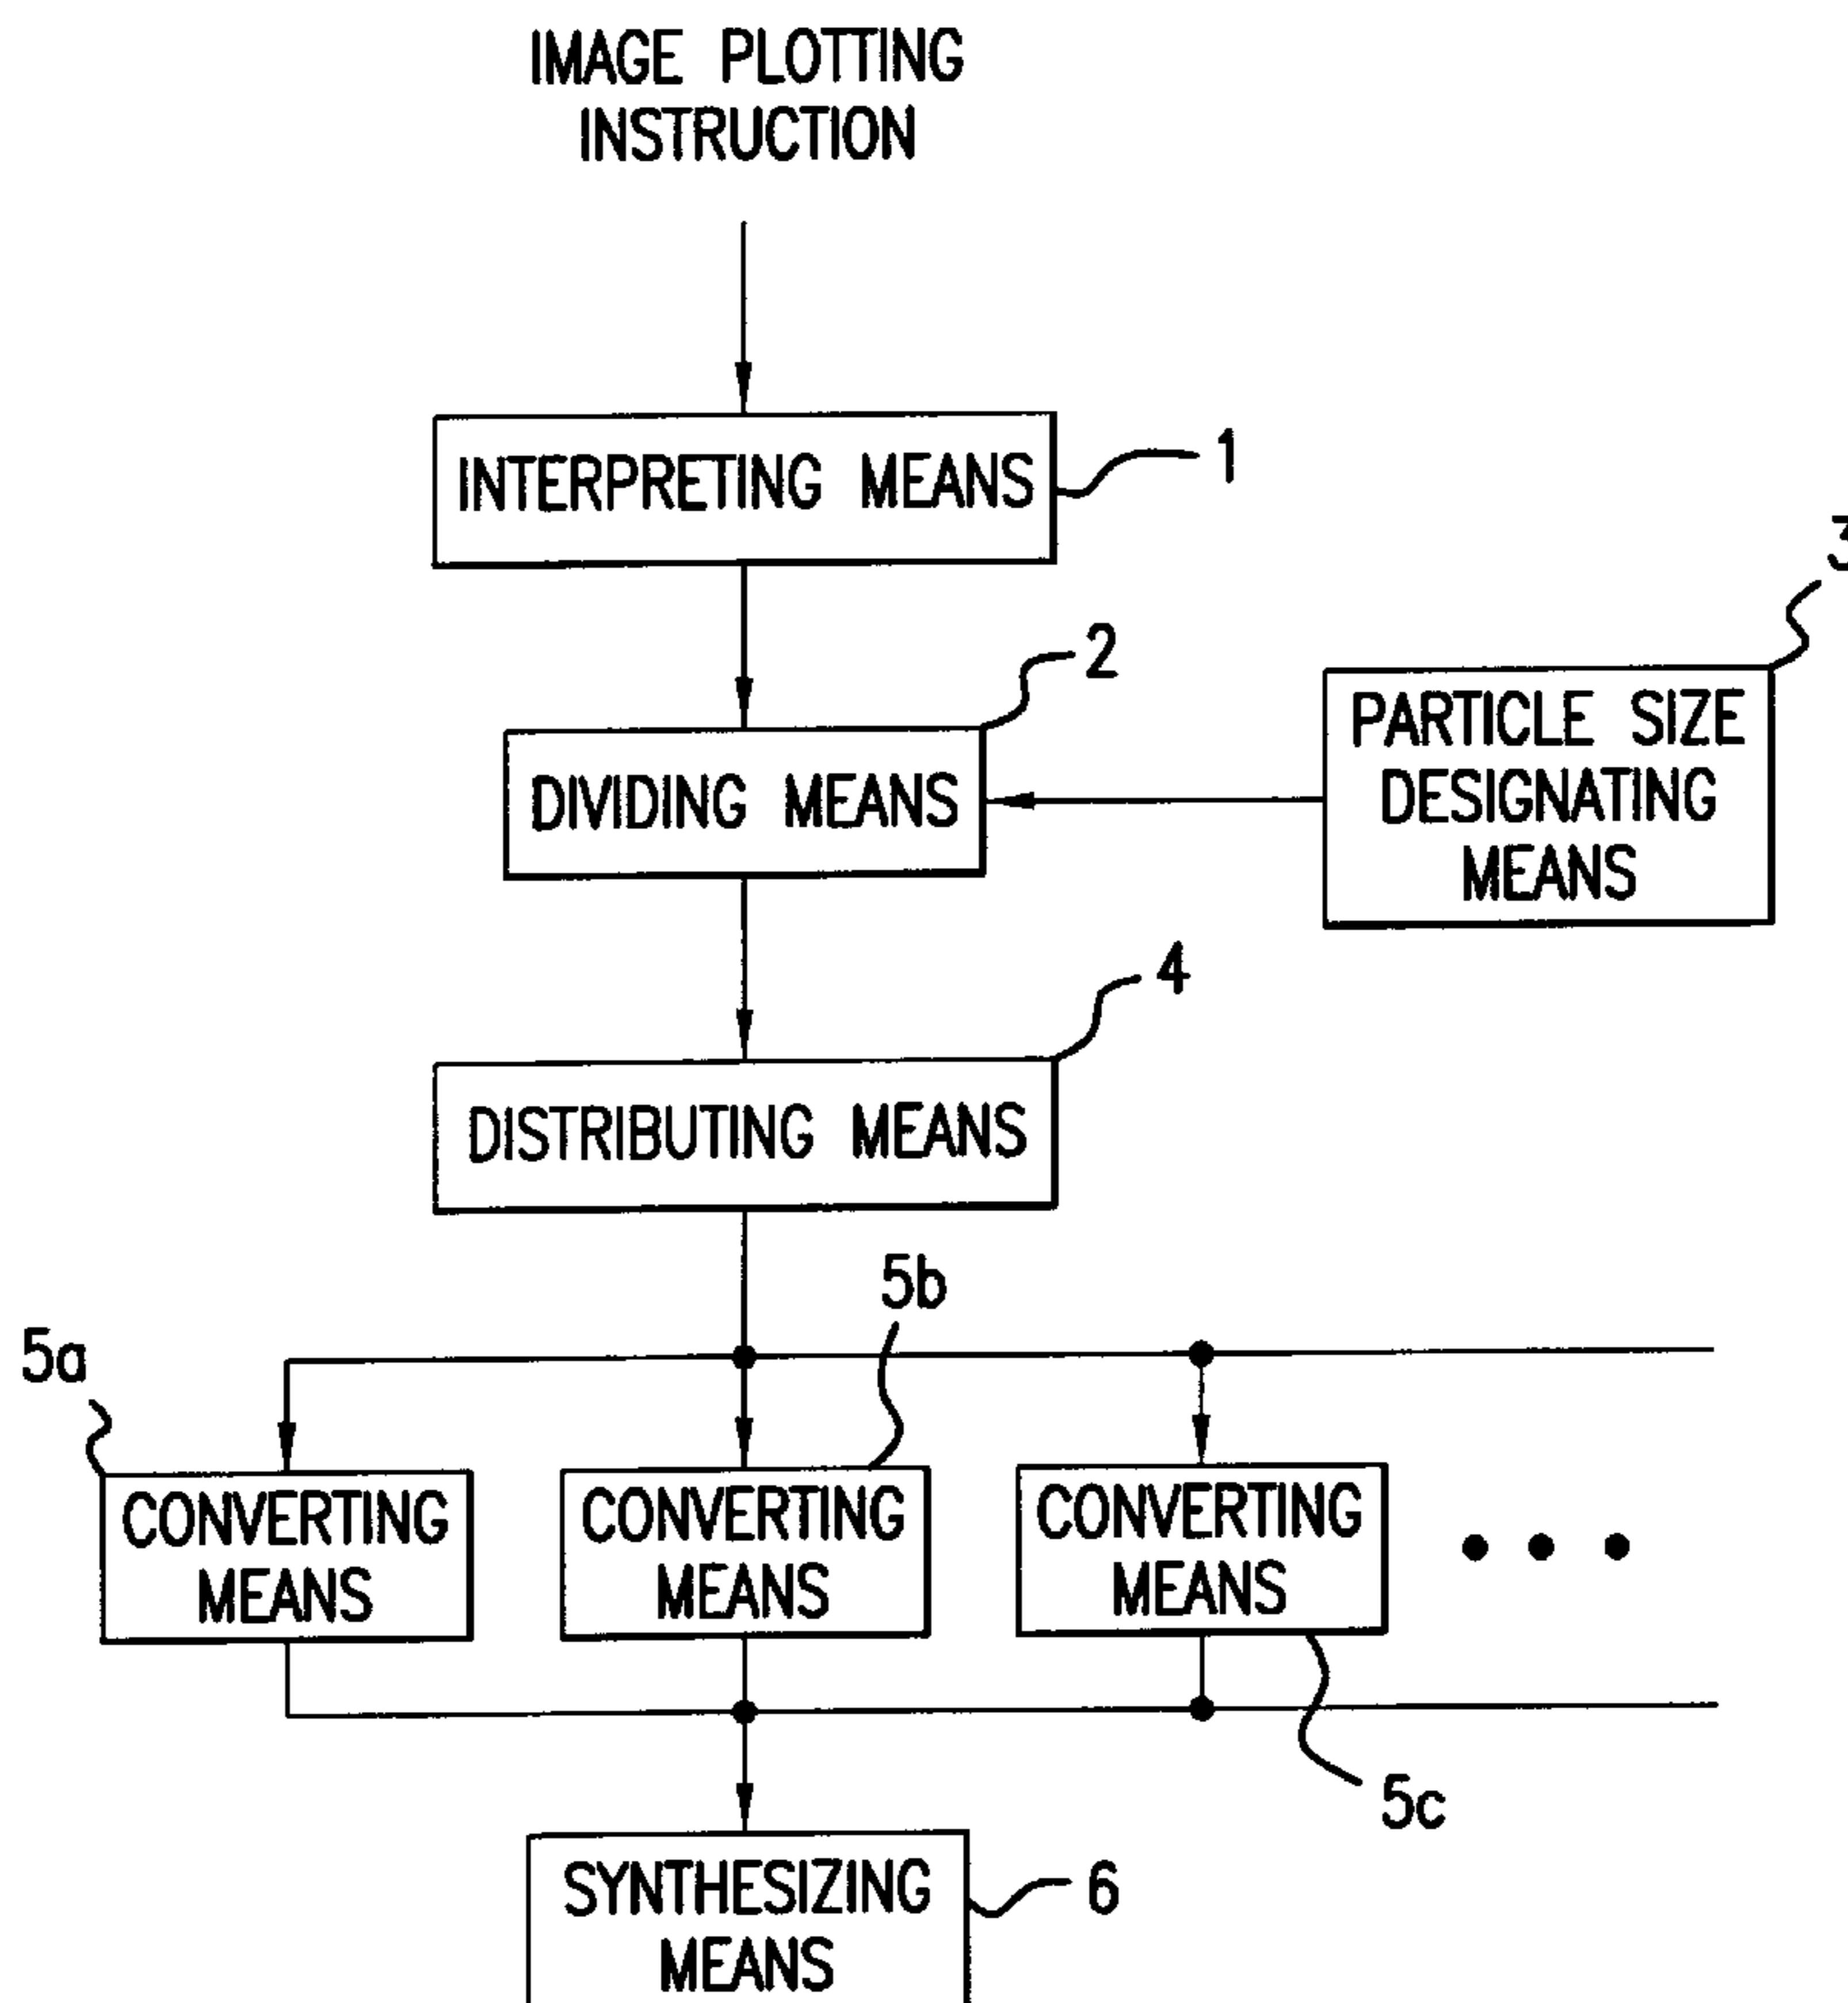 IMAGE PLOTTING
INSTRUCTION
INTERPRETING MEANS
1
3
2
DIVIDING MEANS
PARTICLE SIZE
DESIGNATING
MEANS
4
DISTRIBUTING MEANS
5b
5a
CONVERTING
MEANS
CONVERTING
MEANS
CONVERTING
MEANS
5c
SYNTHESIZING
MEANS
6